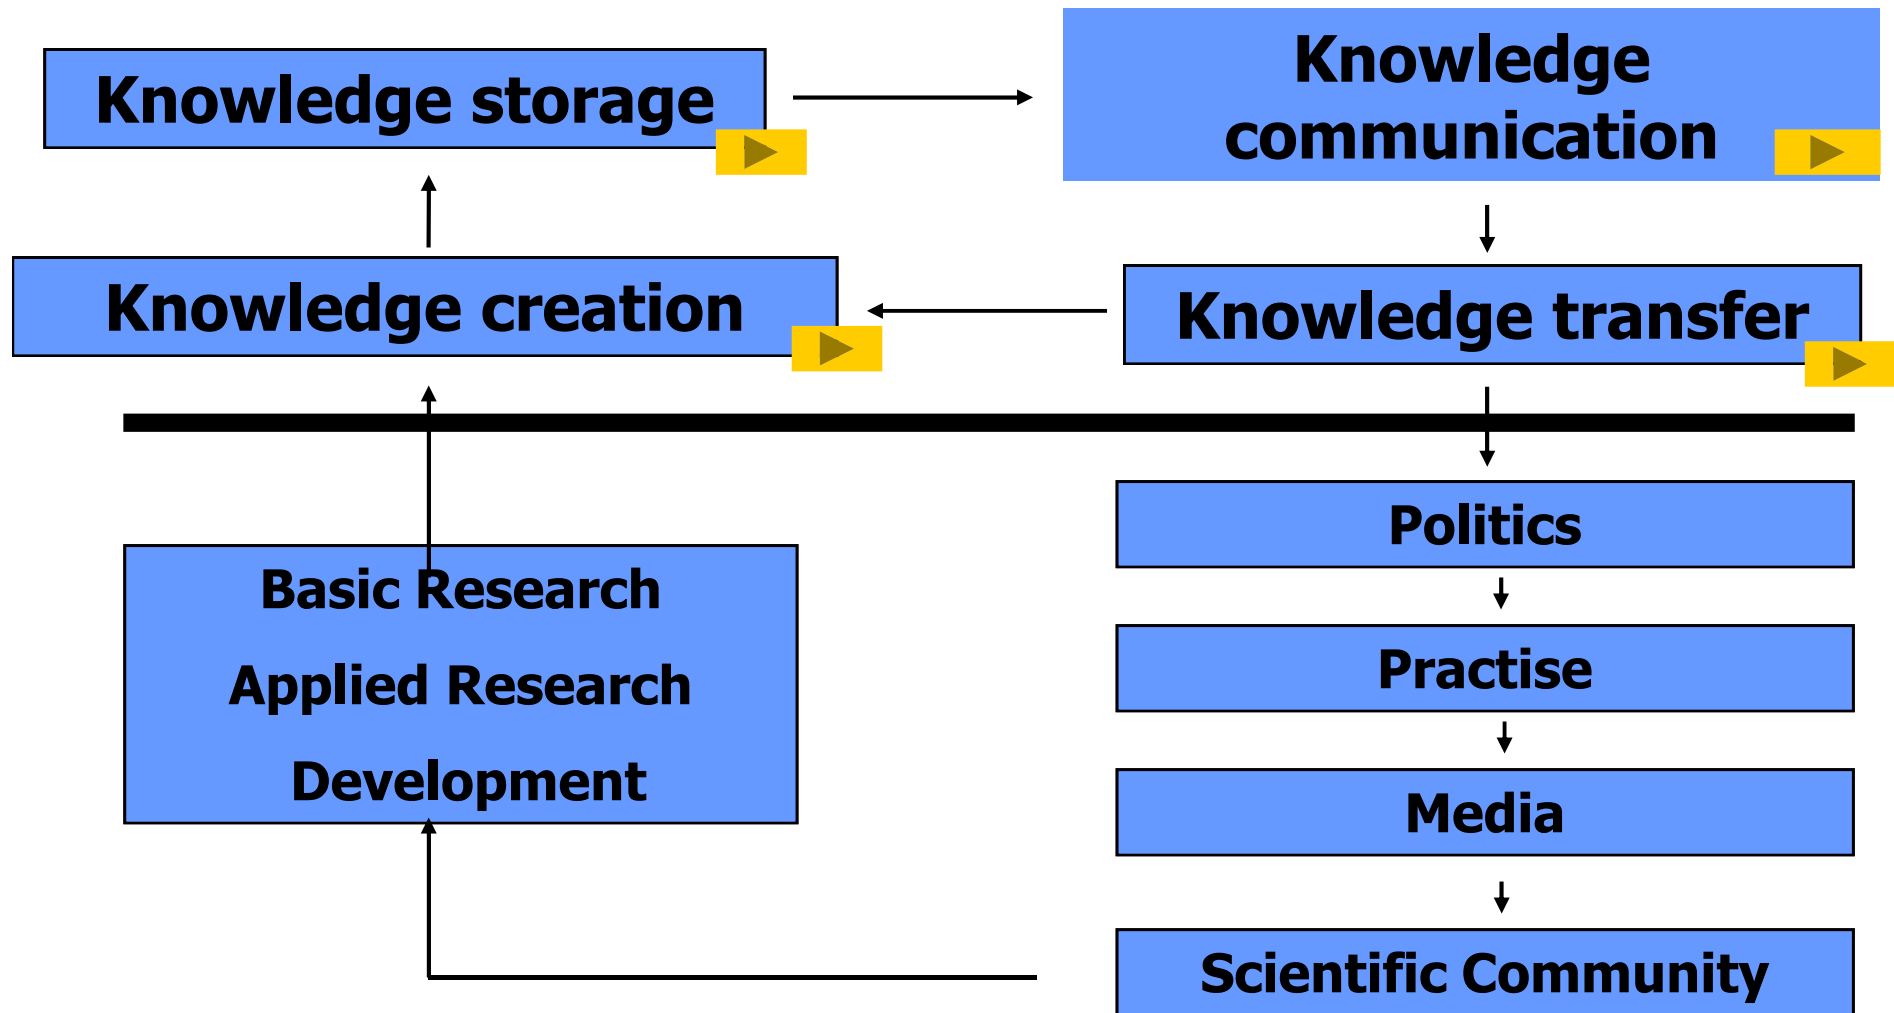 Knowledge storage
Knowledge
communication
Knowledge creation
Knowledge transfer
Basic Research
Applied Research
Development
Politics
Practise
Media
Scientific Community